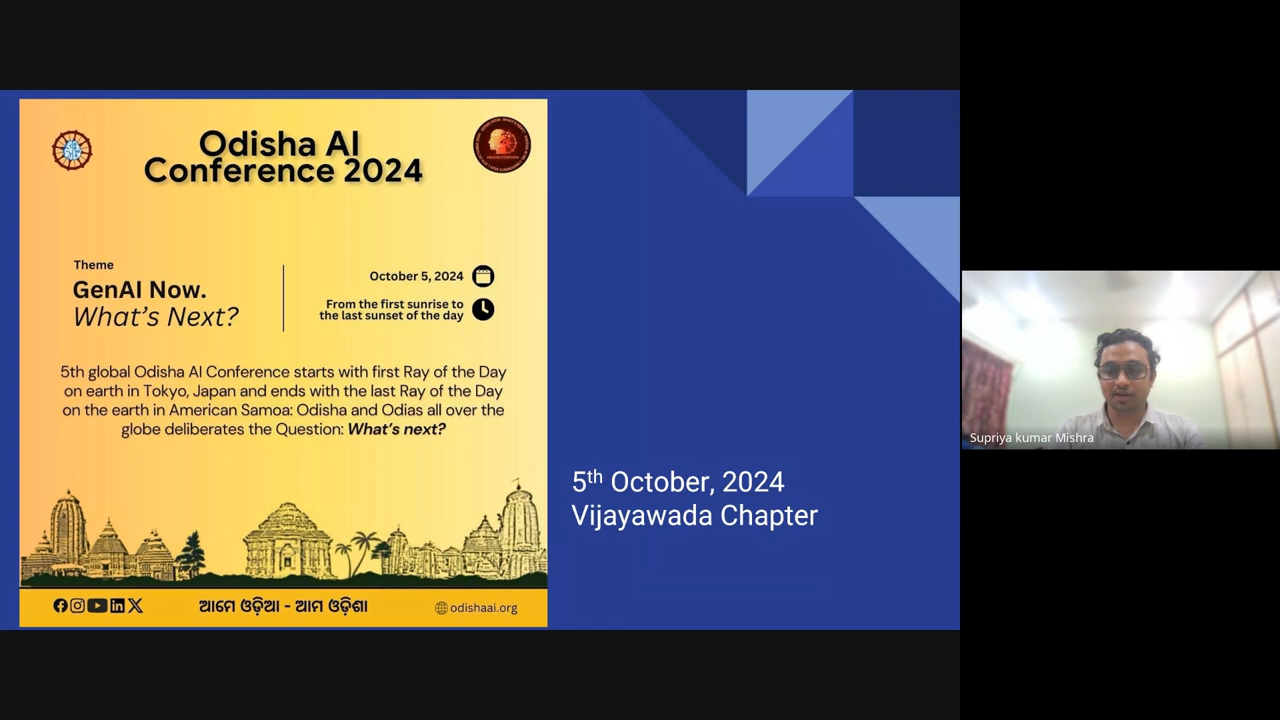 Odisha AI
Conference 2024
Theme
GenAI Now.
What's Next?
October 5, 2024
From the first sunrise to
the last sunset of the day
5th global Odisha AI Conference starts with first Ray of the Day
on earth in Tokyo, Japan and ends with the last Ray of the Day
on the earth in American Samoa: Odisha and Odias all over the
globe deliberates the Question: What's next?
ଆମେ ଓଡ଼ିଆ - ଆମ ଓଡ଼ିଶା
odishaai.org
5th October, 2024
Vijayawada Chapter
Supriya kumar Mishra